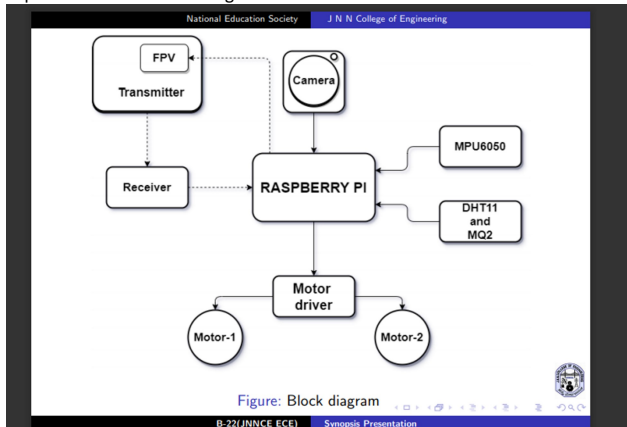 National Education Society J N N College of Engineering
FPV
Transmitter
Camera
MPU6050
Receiver
RASPBERRY PI
DHT11
and
MQ2
Motor
driver
Motor-1
Motor-2
Figure: Block diagram
B-22(JNNCE ECE) Synopsis Presentation